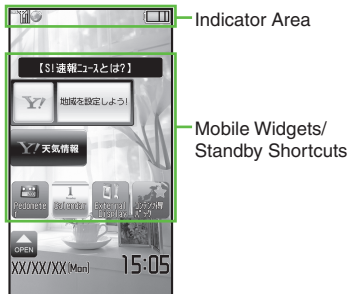 Indicator Area
【S!速報ニュースとは?】
Y! 地域を設定しよう!
Mobile Widgets/
Standby Shortcuts
Y! 天気情報
Pedomete
r
Calendar
External
Display
OPEN
XX/XX/XX(Mon) 15:05